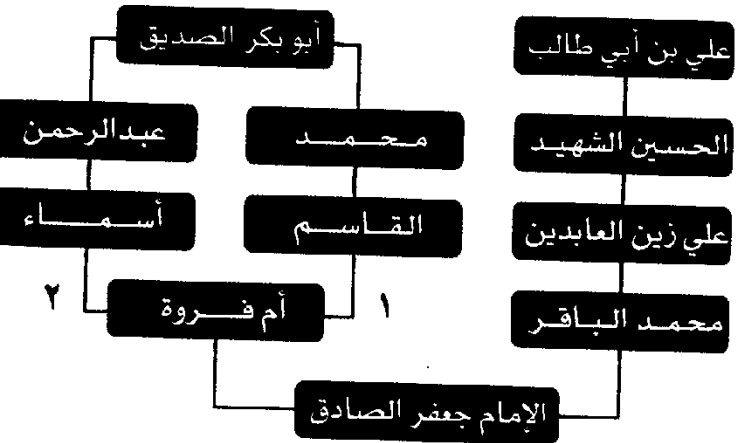 أبو بكر الصديق
علي بن أبي طالب
عبدالرحمن
محمد
الحسين الشهيد
أسماء
القاسم
علي زين العابدين
٢
أم فروة
١
محمد الباقر
الإمام جعفر الصادق